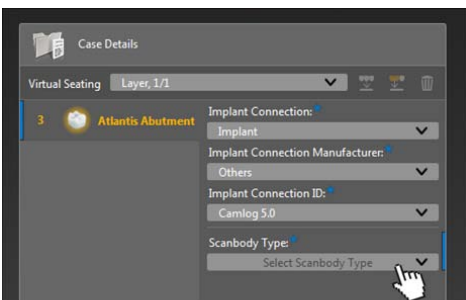 Case Details
Virtual Seating Layer, 1/1
3 Atlantis Abutment
Implant Connection:
Implant
Implant Connection Manufacturer:
Others
Implant Connection ID:
Camlog 5.0
Scanbody Type:
Select Scanbody Type